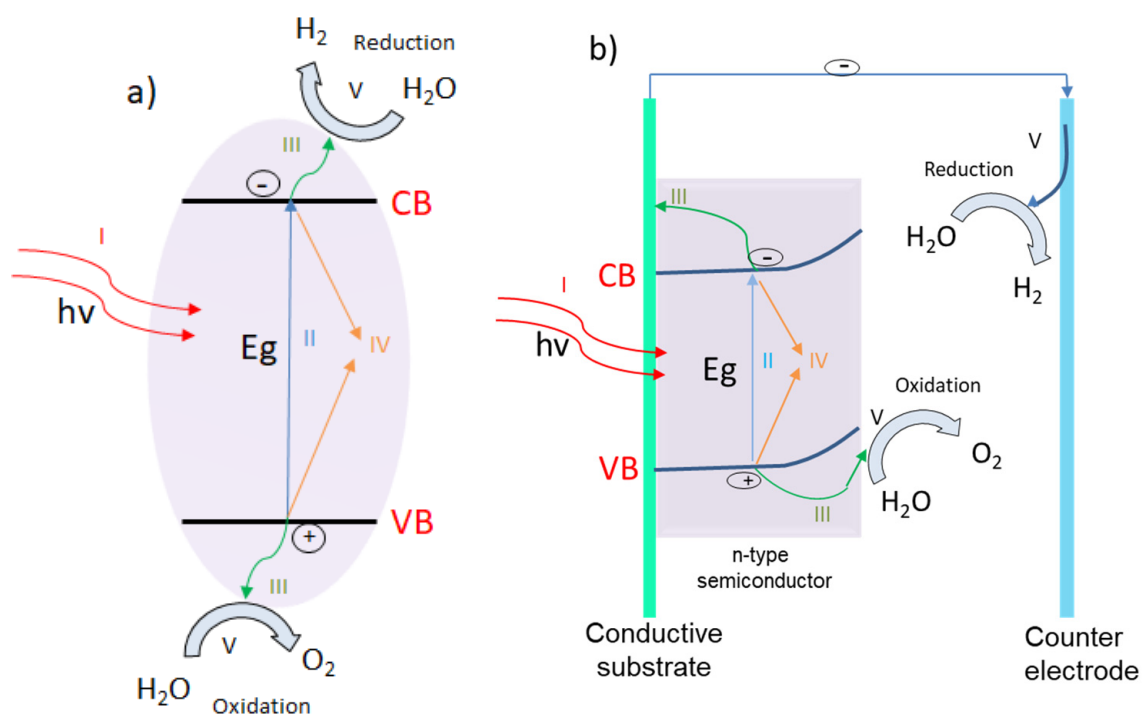 a)
H2
Reduction
V
H2O
III
-
CB
I
hv
Eg
II
IV
VB
+
III
V
H2O
O2
Oxidation
b)
-
V
Reduction
H2O
H2
III
-
CB
I
hv
Eg
II
IV
Oxidation
V
O2
VB
+
H2O
III
n-type
semiconductor
Conductive
substrate
Counter
electrode